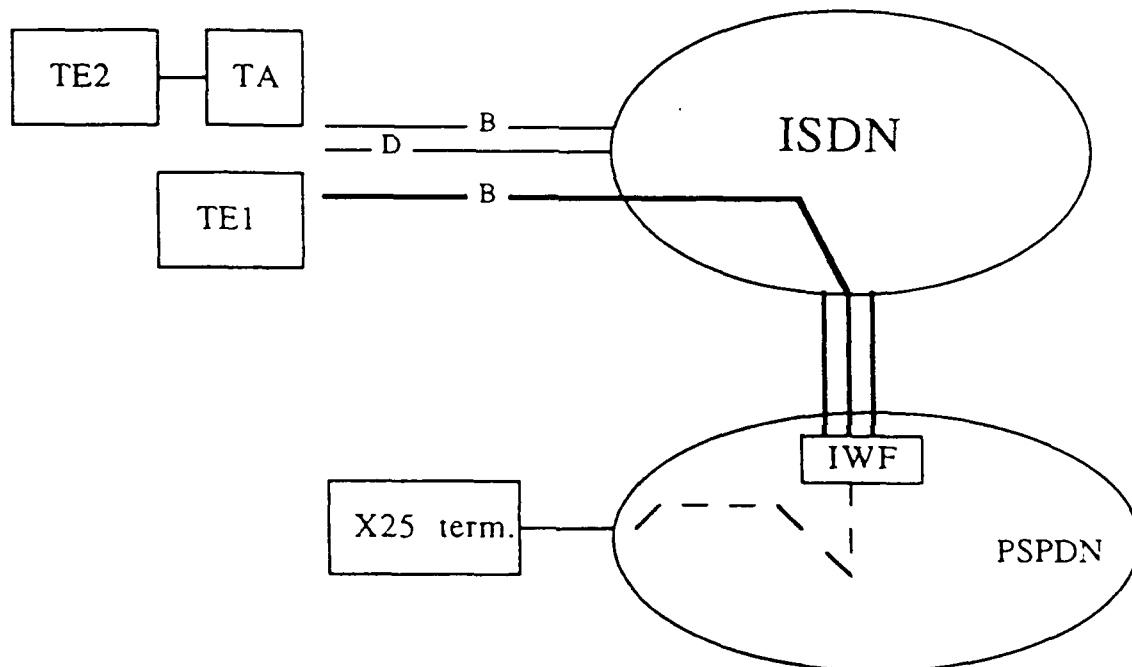 TE2
TA
B
ISDN
D
B
TE1
IWF
X25 term.
PSPDN